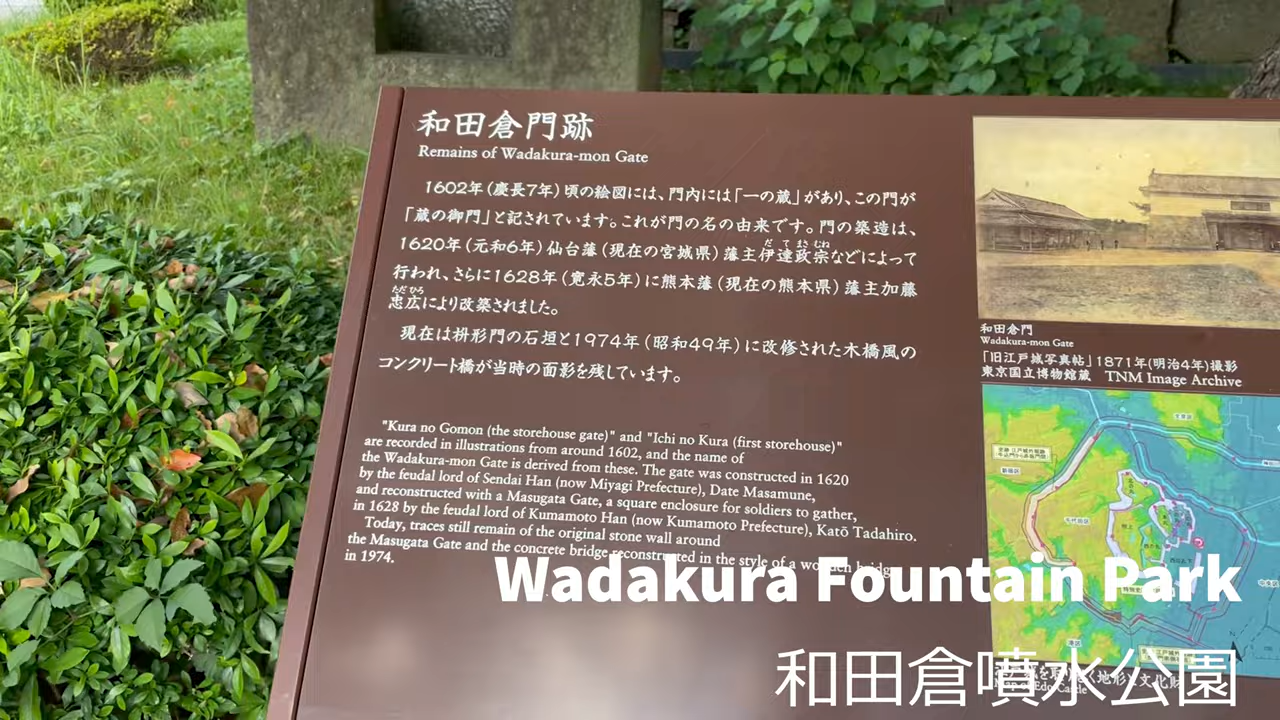 和田倉門跡
Remains of Wadakura-mon Gate
1602年(慶長7年)頃の絵図には、門内には「一の蔵」があり、この門が
「蔵の御門」と記されています。これが門の名の由来です。門の築造は、
1620年(元和6年)仙台藩(現在の宮城県)藩主伊達政宗などによって
だてまさむね
行われ、さらに1628年(寛永5年)に熊本藩(現在の熊本県)藩主加藤
ただひろ
忠広により改築されました。
現在は枡形門の石垣と1974年(昭和49年)に改修された木橋風の
コンクリート橋が当時の面影を残しています。
"Kura no Gomon (the storehouse gate)" and "Ichi no Kura (first storehouse)"
are recorded in illustrations from around 1602, and the name of
the Wadakura-mon Gate is derived from these. The gate was constructed in 1620
by the feudal lord of Sendai Han (now Miyagi Prefecture), Date Masamune,
and reconstructed with a Masugata Gate, a square enclosure for soldiers to gather,
in 1628 by the feudal lord of Kumamoto Han (now Kumamoto Prefecture), Katō Tadahiro.
Today, traces still remain of the original stone wall around
the Masugata Gate and the concrete bridge reconstructed in the style of a wooden bridge
in 1974.
和田倉門
Wadakura-mon Gate
「旧江戸城写真帖」1871年(明治4年)撮影
東京国立博物館蔵 TNM Image Archive
Wadakura Fountain Park
和田倉噴水公園